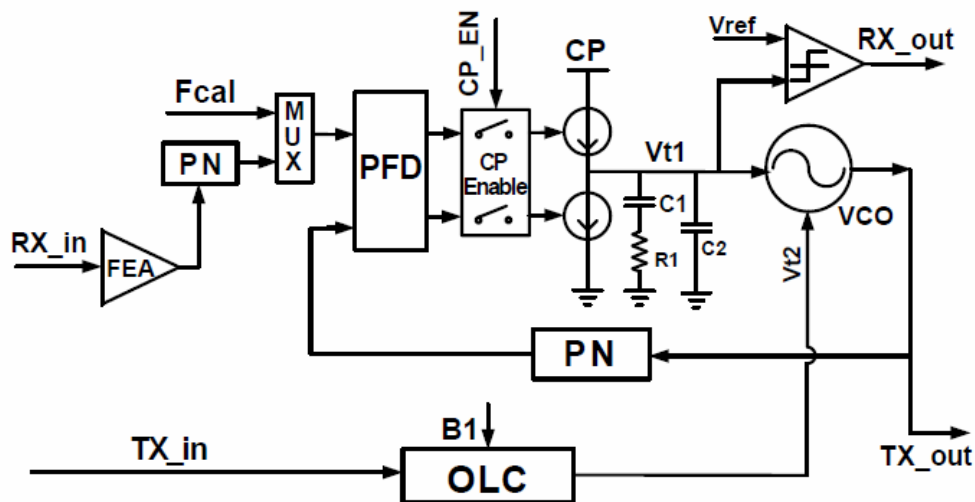 Vref
RX_out
CP_EN
CP
Fcal
MUX
PN
PFD
CP
Enable
Vt1
C1
R1
C2
VCO
Vt2
RX_in
FEA
PN
B1
TX_in
OLC
TX_out